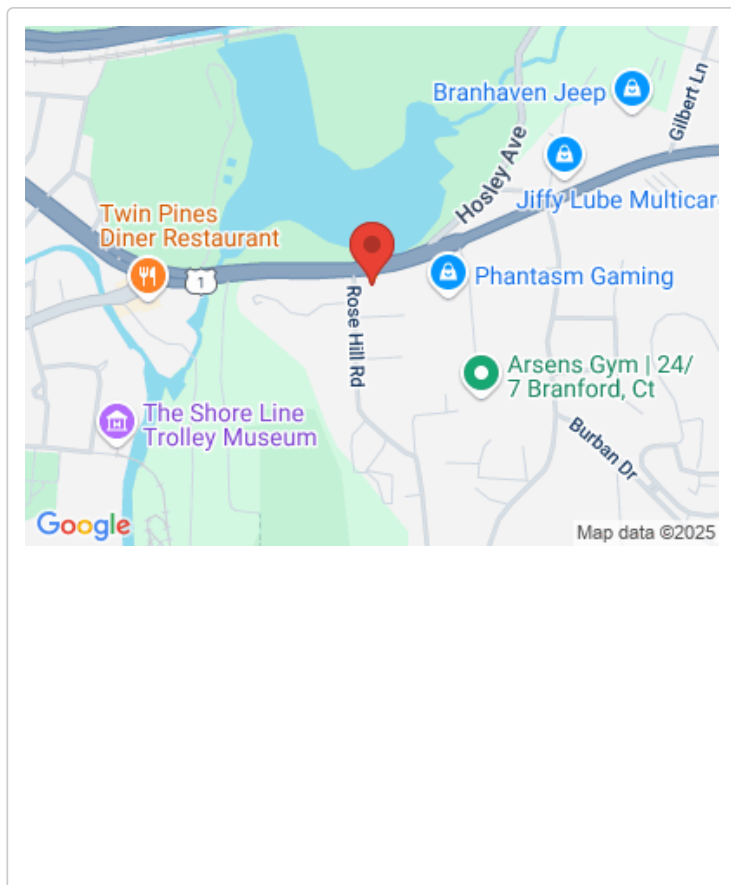 Branhaven Jeep
Gilbert Ln
Hosley Ave
Jiffy Lube Multicar
Twin Pines
Diner Restaurant
1
Phantasm Gaming
Rose Hill Rd
Arsens Gym | 24/
7 Branford, Ct
The Shore Line
Trolley Museum
Burban Dr
Google
Map data ©2025